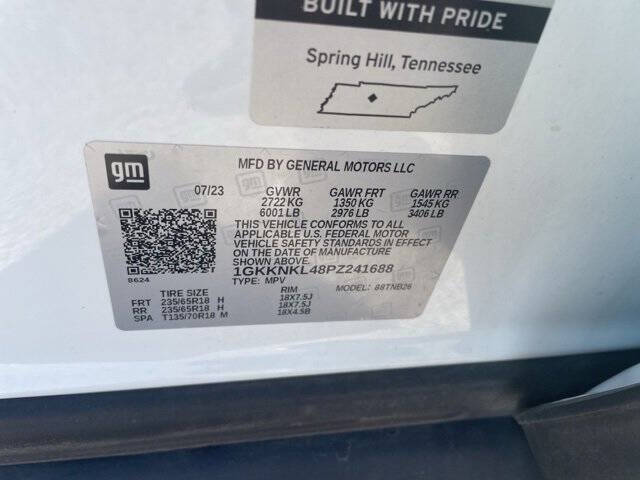 BUILT WITH PRIDE
Spring Hill, Tennessee
gm
MFD BY GENERAL MOTORS LLC
07/23 GVWR GAWR FRT GAWR RR
2722 KG 1350 KG 1545 KG
6001 LB 2976 LB 3406 LB
THIS VEHICLE CONFORMS TO ALL
APPLICABLE U.S. FEDERAL MOTOR
VEHICLE SAFETY STANDARDS IN EFFECT
ON THE DATE OF MANUFACTURE
SHOWN ABOVE.
8624
1GKKNKL48PZ241688
TYPE: MPV MODEL: 88TNB26
TIRE SIZE RIM
FRT 235/65R18 H 18X7.5J
RR 235/65R18 H 18X7.5J
SPA T135/70R18 M 18X4.5B